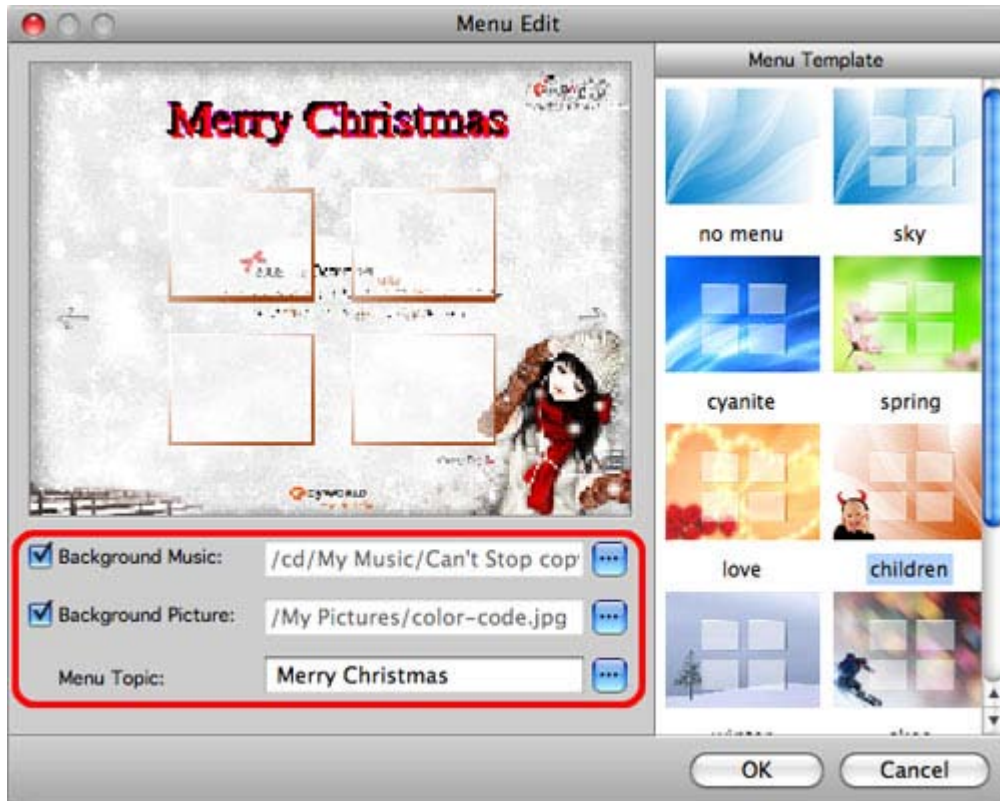 Menu Edit
Merry Christmas
CYWORLD
Background Music: /cd/My Music/Can't Stop cop
Background Picture: /My Pictures/color-code.jpg
Menu Topic: Merry Christmas
Menu Template
no menu sky
cyanite spring
love children
OK Cancel